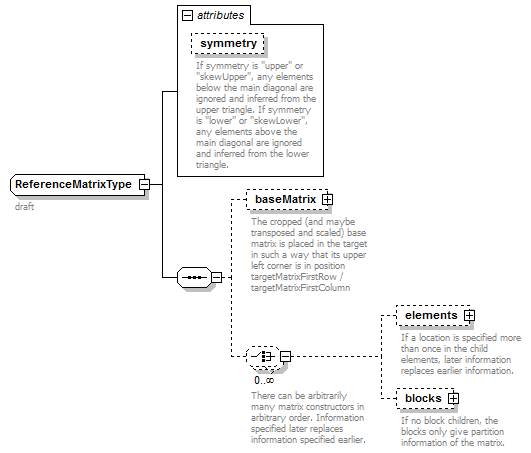 attributes
symmetry
If symmetry is "upper" or
"skewUpper", any elements
below the main diagonal are
ignored and inferred from the
upper triangle. If symmetry
is "lower" or "skewLower",
any elements above the
main diagonal are ignored
and inferred from the lower
triangle.
ReferenceMatrixType
draft
baseMatrix
The cropped (and maybe
transposed and scaled) base
matrix is placed in the target
in such a way that its upper
left corner is in position
targetMatrixFirstRow /
targetMatrixFirstColumn
0..∞
There can be arbitrarily
many matrix constructors in
arbitrary order. Information
specified later replaces
information specified earlier.
elements
If a location is specified more
than once in the child
elements, later information
replaces earlier information.
blocks
If no block children, the
blocks only give partition
information of the matrix.